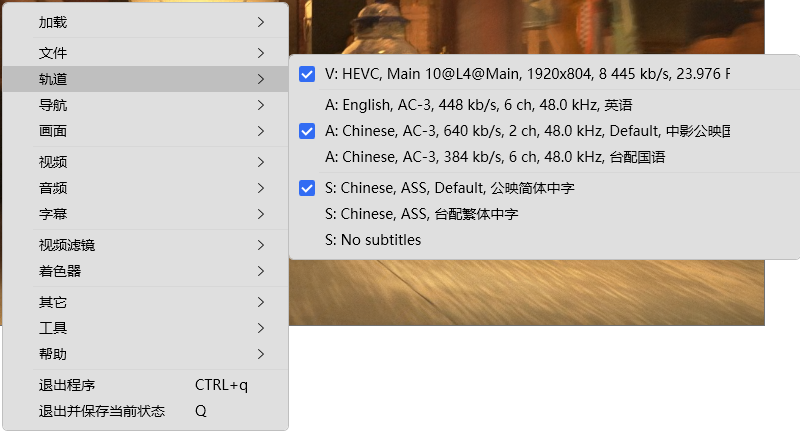 加载
文件
轨道
导航
画面
视频
音频
字幕
视频滤镜
着色器
其它
工具
帮助
退出程序 CTRL+q
退出并保存当前状态 Q
V: HEVC, Main 10@L4@Main, 1920x804, 8 445 kb/s, 23.976 F
A: English, AC-3, 448 kb/s, 6 ch, 48.0 kHz, 英语
A: Chinese, AC-3, 640 kb/s, 2 ch, 48.0 kHz, Default, 中影公映国
A: Chinese, AC-3, 384 kb/s, 6 ch, 48.0 kHz, 台配国语
S: Chinese, ASS, Default, 公映简体中字
S: Chinese, ASS, 台配繁体中字
S: No subtitles